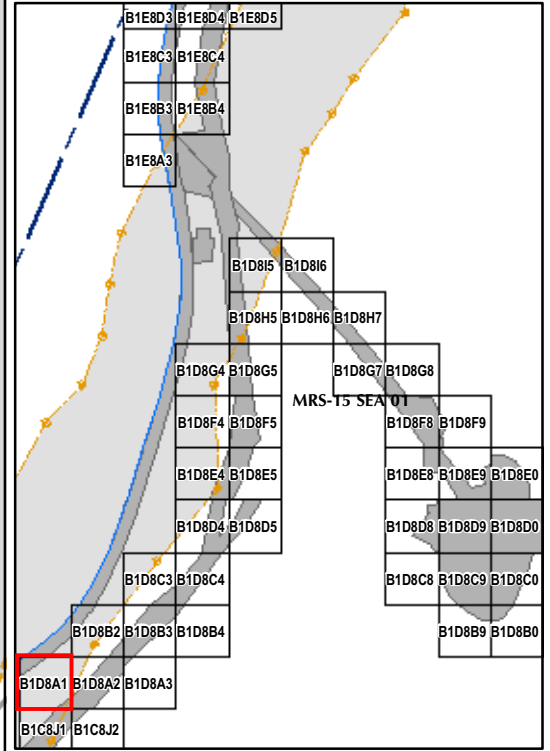 B1E8D3 B1E8D4 B1E8D5
B1E8C3 B1E8C4
B1E8B3 B1E8B4
B1E8A3
B1D8I5 B1D8I6
B1D8H5 B1D8H6 B1D8H7
B1D8G4 B1D8G5 B1D8G7 B1D8G8
MRS-15 SEA 01
B1D8F4 B1D8F5 B1D8F8 B1D8F9
B1D8E4 B1D8E5 B1D8E8 B1D8E9 B1D8E0
B1D8D4 B1D8D5 B1D8D8 B1D8D9 B1D8D0
B1D8C3 B1D8C4 B1D8C8 B1D8C9 B1D8C0
B1D8B2 B1D8B3 B1D8B4 B1D8B9 B1D8B0
B1D8A1 B1D8A2 B1D8A3
B1C8J1 B1C8J2